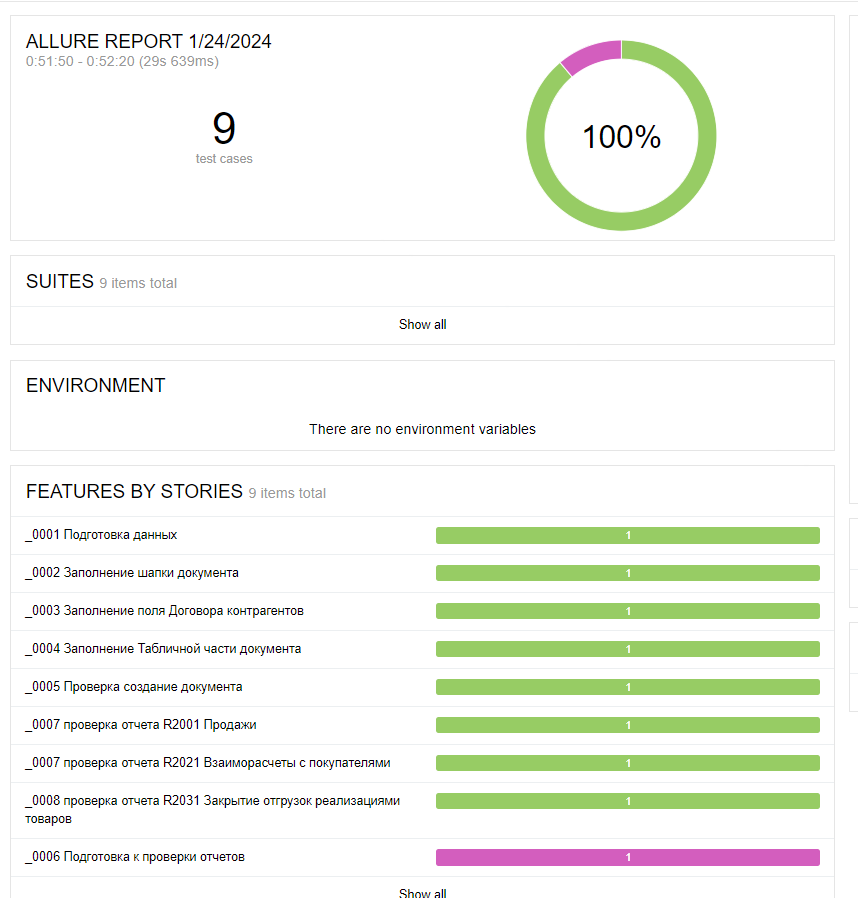 ALLURE REPORT 1/24/2024
0:51:50 - 0:52:20 (29s 639ms)
9
test cases
100%
SUITES 9 items total
Show all
ENVIRONMENT
There are no environment variables
FEATURES BY STORIES 9 items total
_0001 Подготовка данных 1
_0002 Заполнение шапки документа 1
_0003 Заполнение поля Договора контрагентов 1
_0004 Заполнение Табличной части документа 1
_0005 Проверка создание документа 1
_0007 проверка отчета R2001 Продажи 1
_0007 проверка отчета R2021 Взаиморасчеты с покупателями 1
_0008 проверка отчета R2031 Закрытие отгрузок реализациями
товаров 1
_0006 Подготовка к проверки отчетов 1
Show all